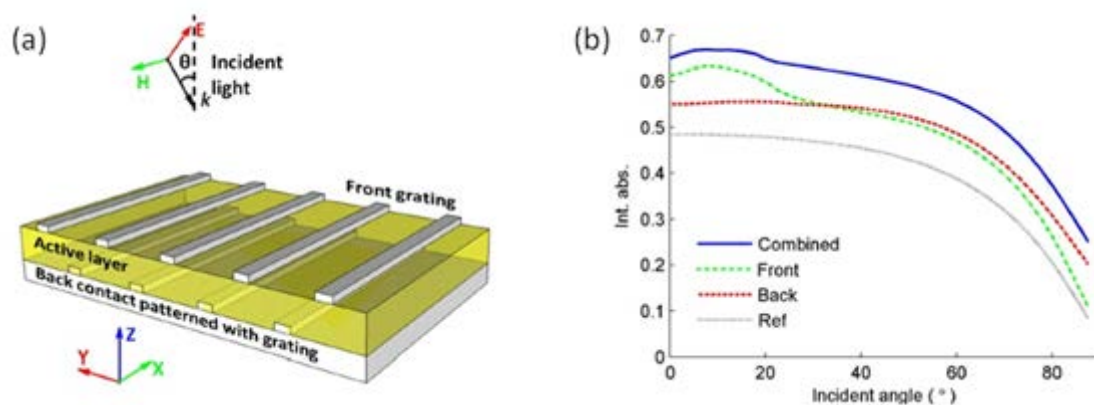 (a)
E
θ
Incident
light
H
k
Front grating
Active layer
Back contact patterned with grating
Z
Y
X
(b)
0.7
0.6
0.5
0.4
0.3
0.2
0.1
0
Int. abs.
Combined
Front
Back
Ref
0 20 40 60 80
Incident angle ( ° )